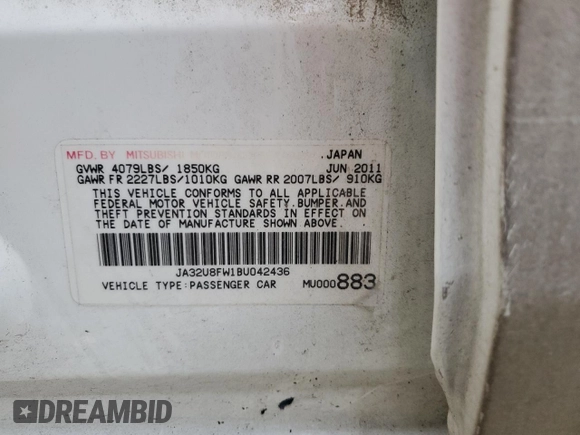 MFD. BY MITSUBISHI JAPAN
GVWR 4079LBS/ 1850KG JUN 2011
GAWR FR 2227LBS/1010KG GAWR RR 2007LBS/ 910KG
THIS VEHICLE CONFORMS TO ALL APPLICABLE
FEDERAL MOTOR VEHICLE SAFETY.BUMPER.AND
THEFT PREVENTION STANDARDS IN EFFECT ON
THE DATE OF MANUFACTURE SHOWN ABOVE.
JA32U8FW1BU042436
VEHICLE TYPE:PASSENGER CAR MU000883
DREAMBID